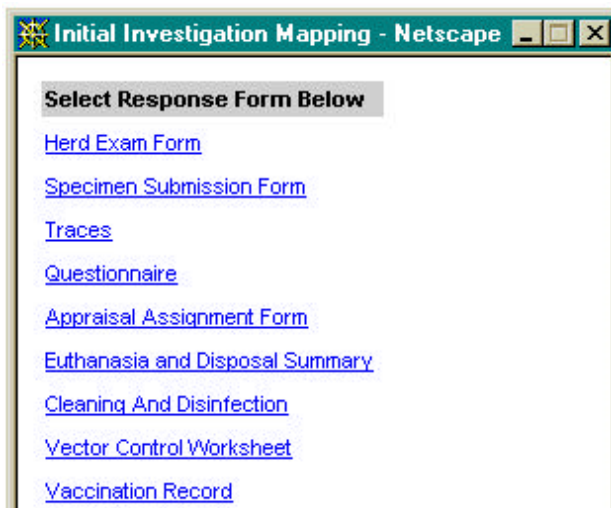 Initial Investigation Mapping - Netscape
Select Response Form Below
Herd Exam Form
Specimen Submission Form
Traces
Questionnaire
Appraisal Assignment Form
Euthanasia and Disposal Summary
Cleaning And Disinfection
Vector Control Worksheet
Vaccination Record